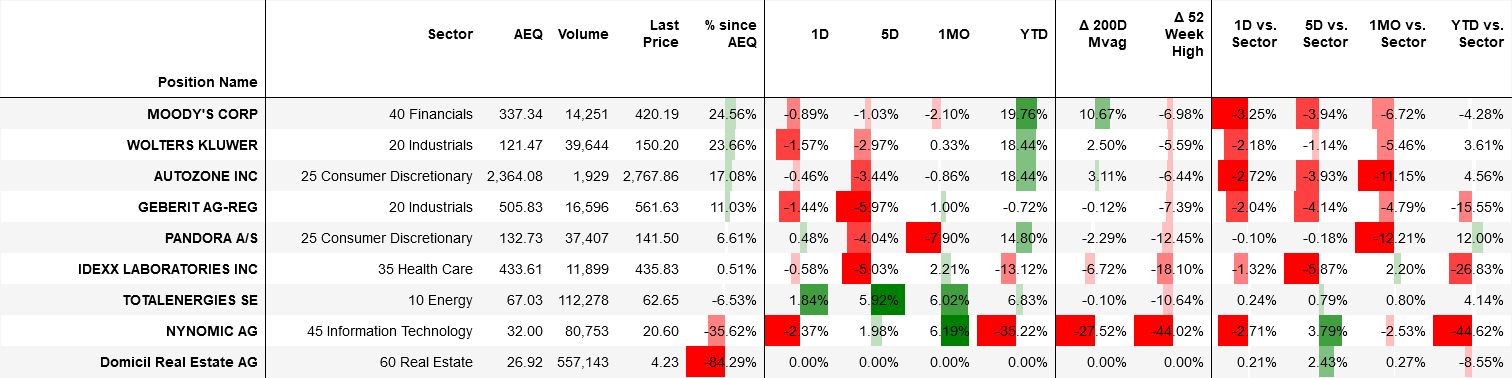 Position Name Sector AEQ Volume Last Price % since AEQ 1D 5D 1MO YTD Δ 200D Mvag Δ 52 Week High 1D vs. Sector 5D vs. Sector 1MO vs. Sector YTD vs. Sector
MOODY'S CORP 40 Financials 337.34 14,251 420.19 24.56% -0.89% -1.03% -2.10% 19.76% 10.67% -6.98% -3.25% -3.94% -6.72% -4.28%
WOLTERS KLUWER 20 Industrials 121.47 39,644 150.20 23.66% -1.57% -2.97% 0.33% 18.44% 2.50% -5.59% -2.18% -1.14% -5.46% 3.61%
AUTOZONE INC 25 Consumer Discretionary 2,364.08 1,929 2,767.86 17.08% -0.46% -3.44% -0.86% 18.44% 3.11% -6.44% -2.72% -3.93% -11.15% 4.56%
GEBERIT AG-REG 20 Industrials 505.83 16,596 561.63 11.03% -1.44% -5.97% 1.00% -0.72% -0.12% -7.39% -2.04% -4.14% -4.79% -15.55%
PANDORA A/S 25 Consumer Discretionary 132.73 37,407 141.50 6.61% 0.48% -4.04% -7.90% 14.80% -2.29% -12.45% -0.10% -0.18% -12.21% 12.00%
IDEXX LABORATORIES INC 35 Health Care 433.61 11,899 435.83 0.51% -0.58% -5.03% 2.21% -13.12% -6.72% -18.10% -1.32% -5.87% 2.20% -26.83%
TOTALENERGIES SE 10 Energy 67.03 112,278 62.65 -6.53% 1.84% 5.92% 6.02% 6.83% -0.10% -10.64% 0.24% 0.79% 0.80% 4.14%
NYNOMIC AG 45 Information Technology 32.00 80,753 20.60 -35.62% -2.37% 1.98% 6.19% -35.22% -27.52% -44.02% -2.71% 3.79% -2.53% -44.62%
Domicil Real Estate AG 60 Real Estate 26.92 557,143 4.23 -84.29% 0.00% 0.00% 0.00% 0.00% 0.00% 0.00% 0.21% 2.43% 0.27% -8.55%